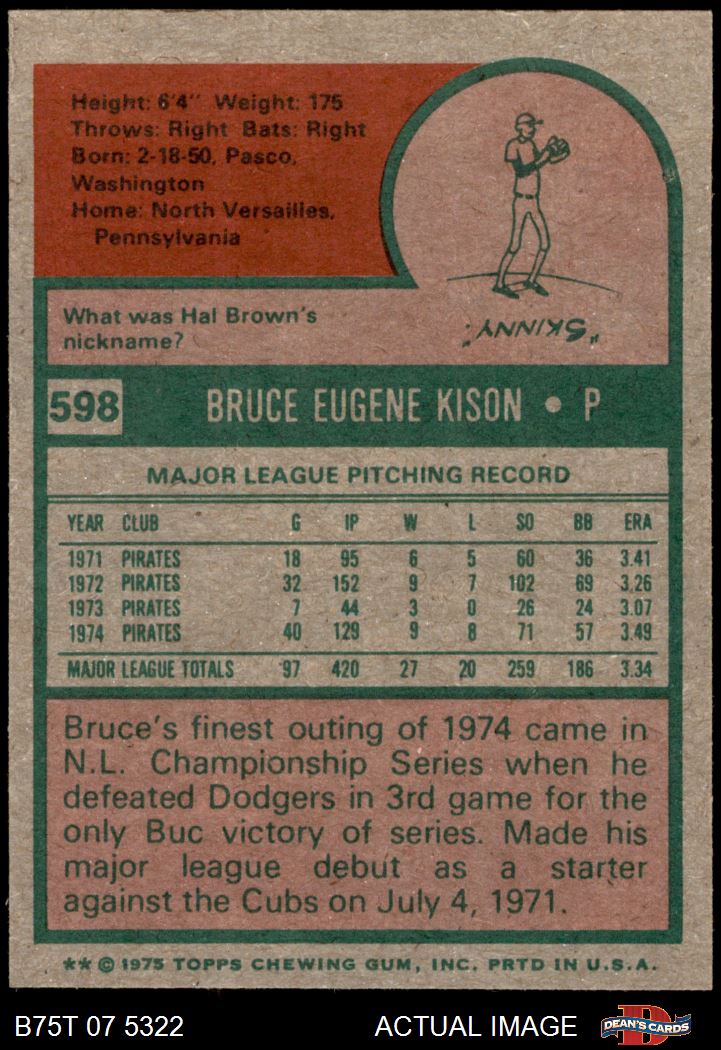 Height: 6'4" Weight: 175
Throws: Right Bats: Right
Born: 2-18-50, Pasco,
Washington
Home: North Versailles,
Pennsylvania
What was Hal Brown's
nickname?
"SKINNY."
598 BRUCE EUGENE KISON • P
MAJOR LEAGUE PITCHING RECORD
YEAR CLUB G IP W L SO BB ERA
1971 PIRATES 18 95 6 5 60 36 3.41
1972 PIRATES 32 152 9 7 102 69 3.26
1973 PIRATES 7 44 3 0 26 24 3.07
1974 PIRATES 40 129 9 8 71 57 3.49
MAJOR LEAGUE TOTALS 97 420 27 20 259 186 3.34
Bruce's finest outing of 1974 came in
N.L. Championship Series when he
defeated Dodgers in 3rd game for the
only Buc victory of series. Made his
major league debut as a starter
against the Cubs on July 4, 1971.
** © 1975 TOPPS CHEWING GUM, INC. PRTD IN U.S.A.
B75T 07 5322 ACTUAL IMAGE D DEAN'S CARDS